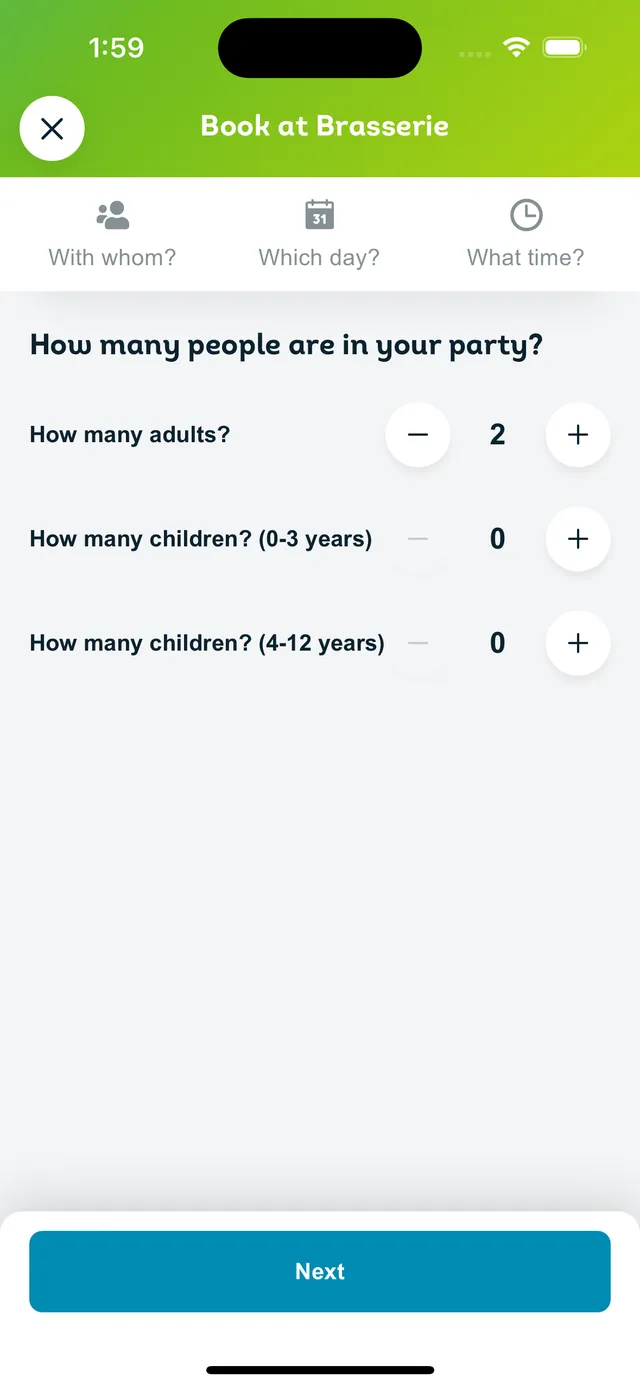 1:59
Book at Brasserie
31
With whom?
Which day?
What time?
How many people are in your party?
How many adults?
2
How many children? (0-3 years)
0
How many children? (4-12 years)
0
Next